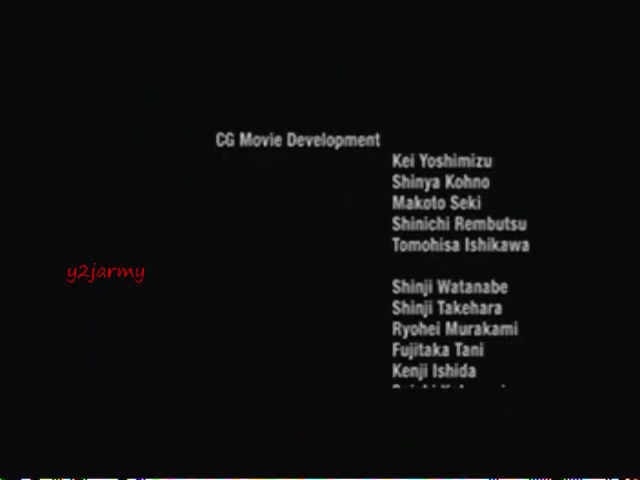 CG Movie Development
Kei Yoshimizu
Shinya Kohno
Makoto Seki
Shinichi Rembutsu
Tomohisa Ishikawa
y2jarmy
Shinji Watanabe
Shinji Takehara
Ryohei Murakami
Fujitaka Tani
Kenji Ishida